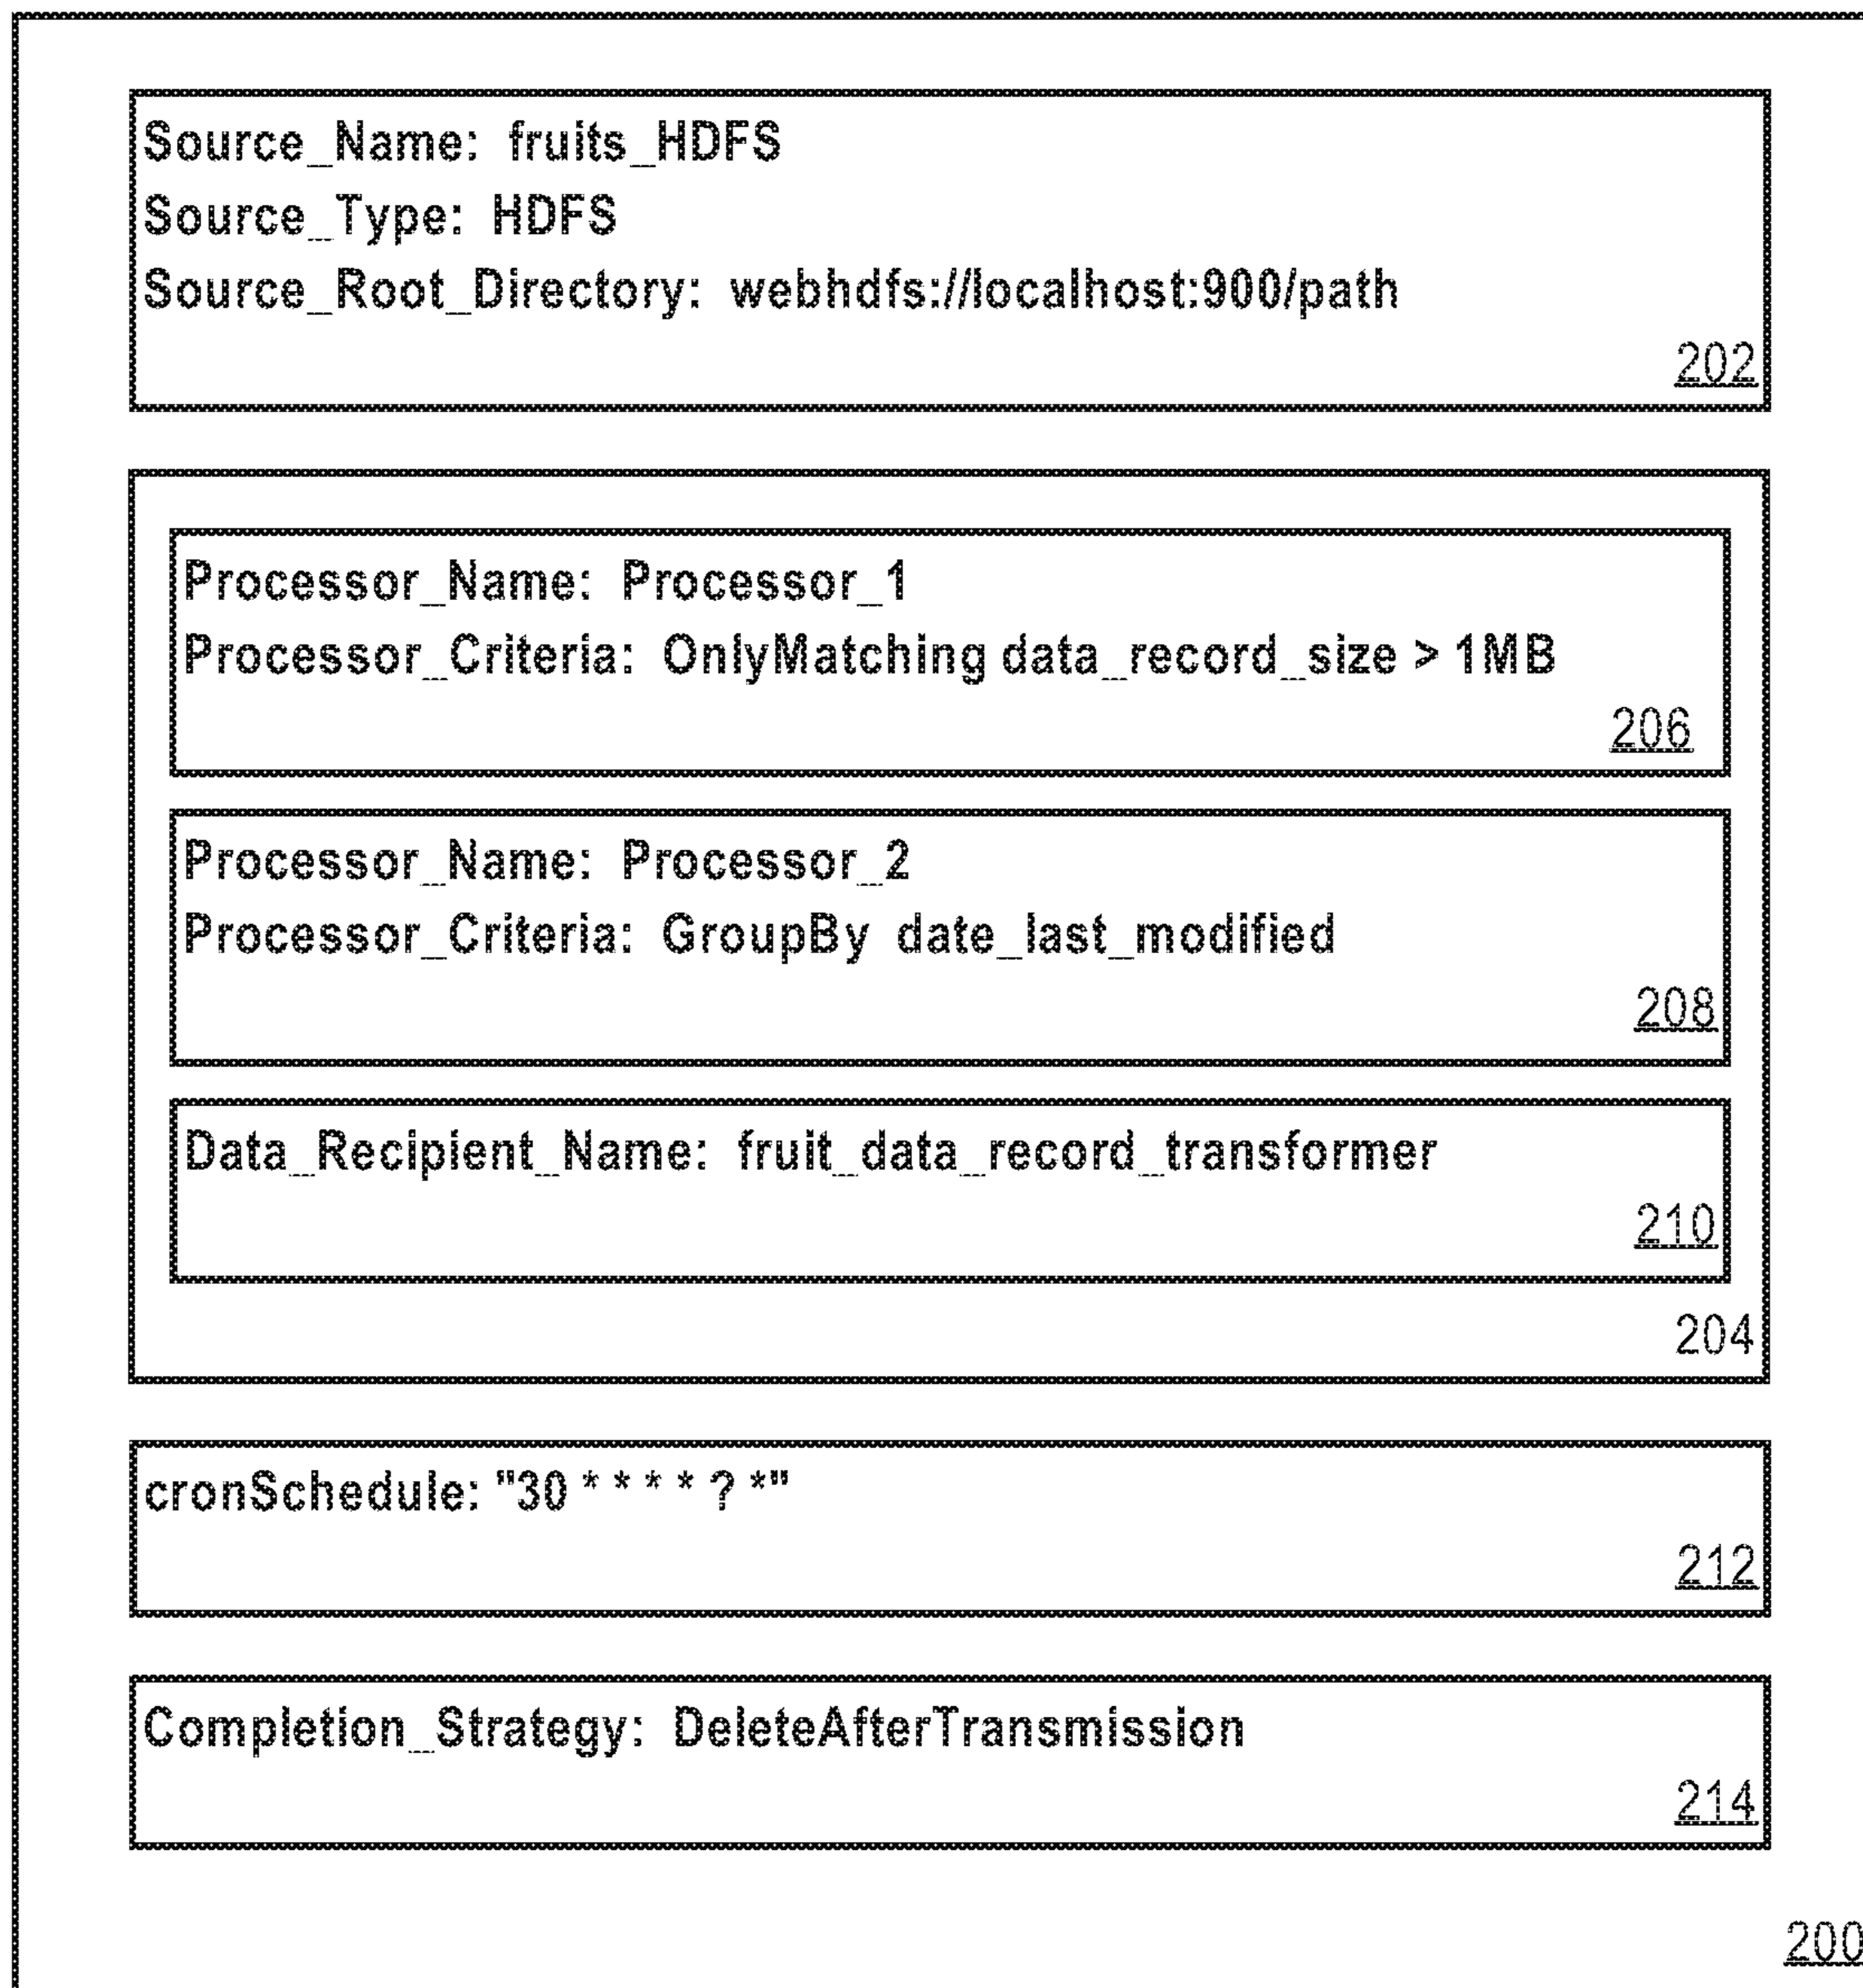 Source_Name: fruits_HDFS
Source_Type: HDFS
Source_Root_Directory: webhdfs://localhost:900/path
202
Processor_Name: Processor_1
Processor_Criteria: OnlyMatching data_record_size > 1MB
206
Processor_Name: Processor_2
Processor_Criteria: GroupBy date_last_modified
208
Data_Recipient_Name: fruit_data_record_transformer
210
204
cronSchedule: "30 * * * * ? *"
212
Completion_Strategy: DeleteAfterTransmission
214
200